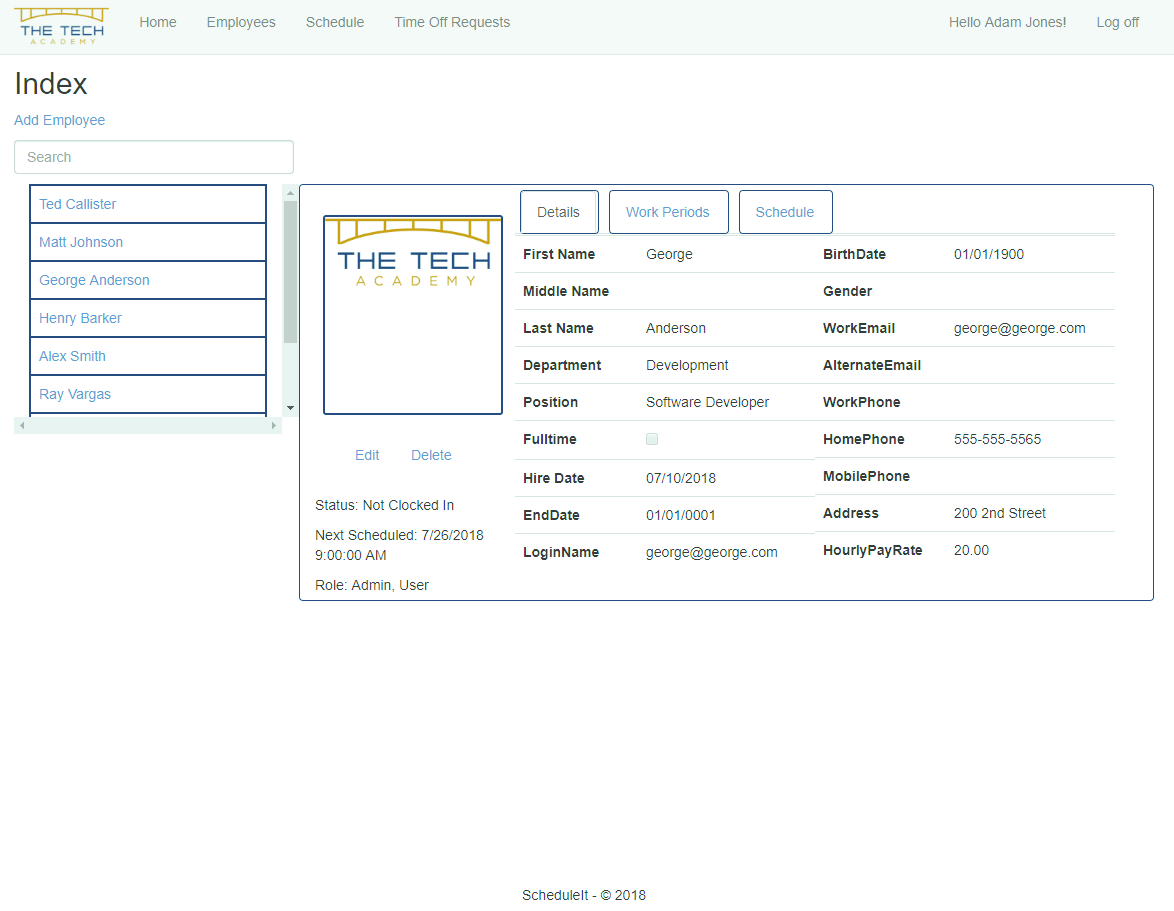 THE TECH
ACADEMY
Home Employees Schedule Time Off Requests Hello Adam Jones! Log off
Index
Add Employee
Search
Ted Callister
Matt Johnson
George Anderson
Henry Barker
Alex Smith
Ray Vargas
THE TECH
ACADEMY
Edit Delete
Status: Not Clocked In
Next Scheduled: 7/26/2018
9:00:00 AM
Role: Admin, User
Details Work Periods Schedule
First Name George BirthDate 01/01/1900
Middle Name Gender
Last Name Anderson WorkEmail george@george.com
Department Development AlternateEmail
Position Software Developer WorkPhone
Fulltime HomePhone 555-555-5565
Hire Date 07/10/2018 MobilePhone
EndDate 01/01/0001 Address 200 2nd Street
LoginName george@george.com HourlyPayRate 20.00
ScheduleIt - © 2018